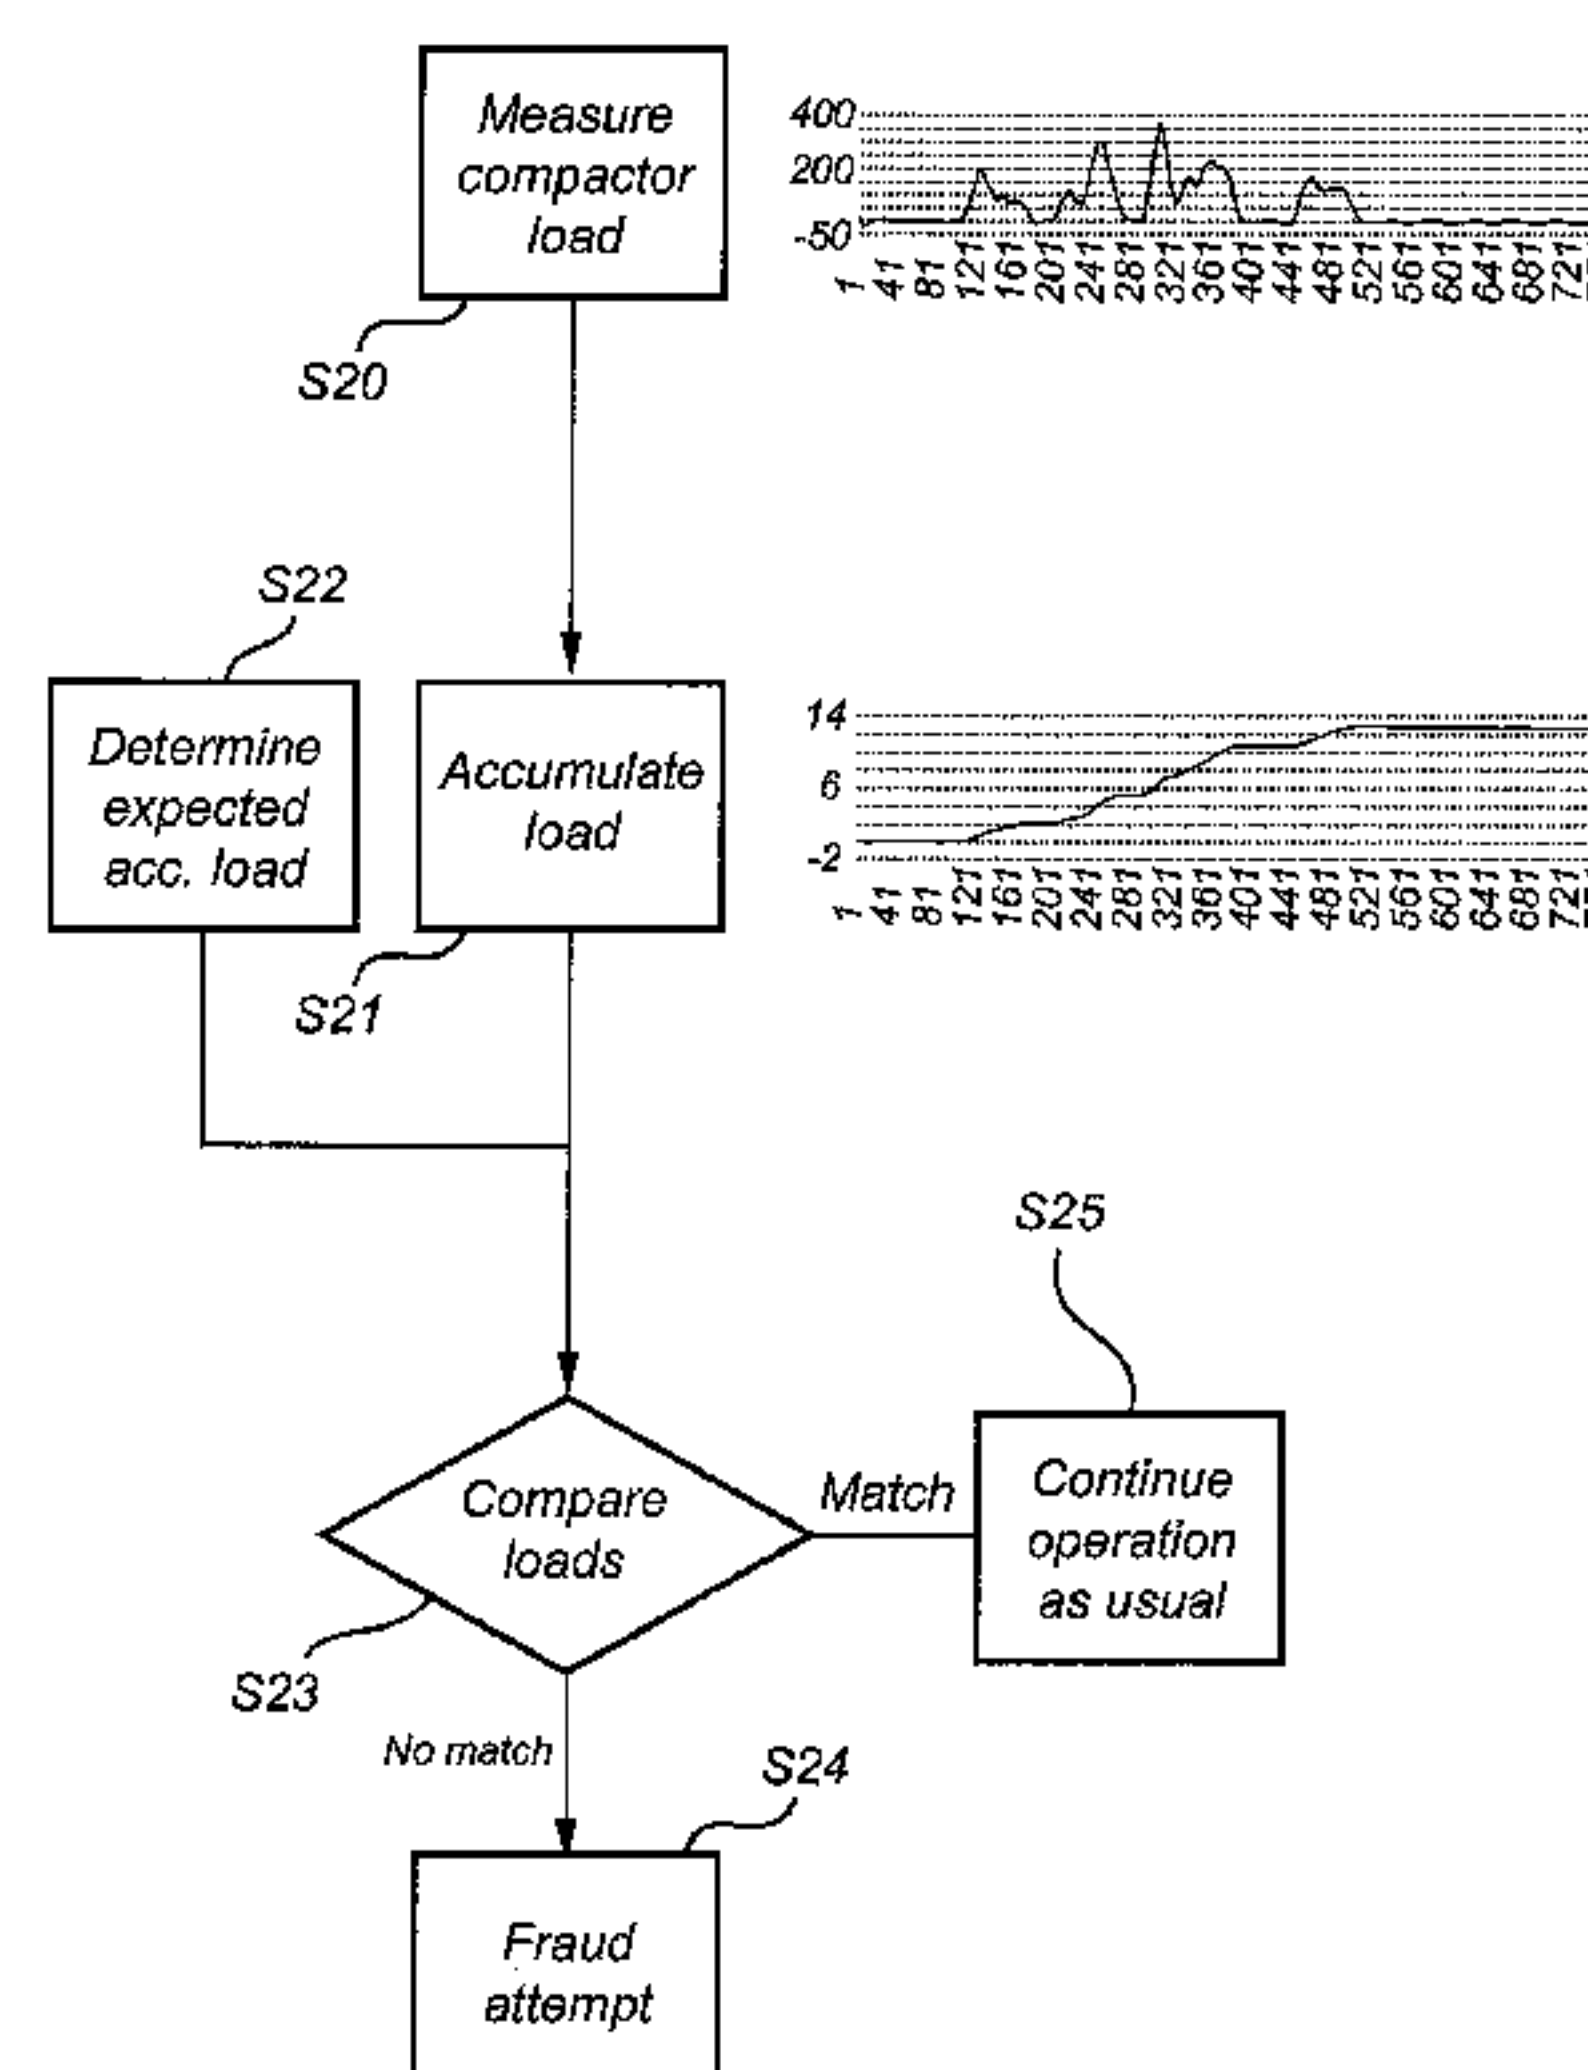 Measure
compactor
load
S20
400
200
-50
1 41 81 121 161 201 241 281 321 361 401 441 481 521 561 601 641 681 721
S22
Determine
expected
acc. load
Accumulate
load
S21
14
6
-2
1 41 81 121 161 201 241 281 321 361 401 441 481 521 561 601 641 681 721
S25
Compare
loads
Match
Continue
operation
as usual
S23
No match
S24
Fraud
attempt